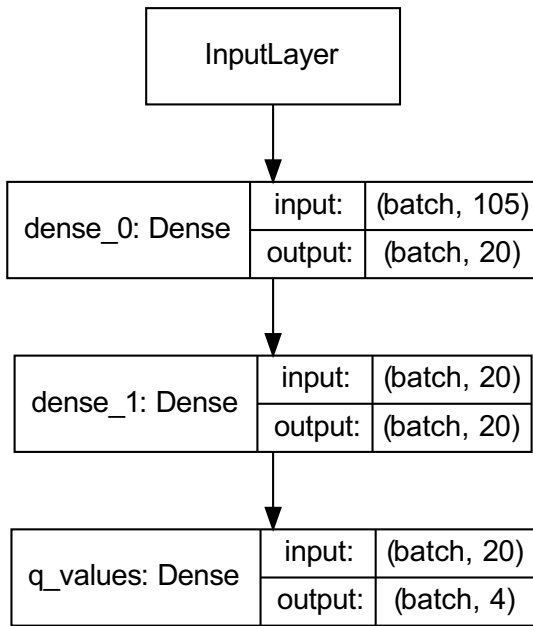 InputLayer
dense_0: Dense
input:
(batch, 105)
output:
(batch, 20)
dense_1: Dense
input:
(batch, 20)
output:
(batch, 20)
q_values: Dense
input:
(batch, 20)
output:
(batch, 4)